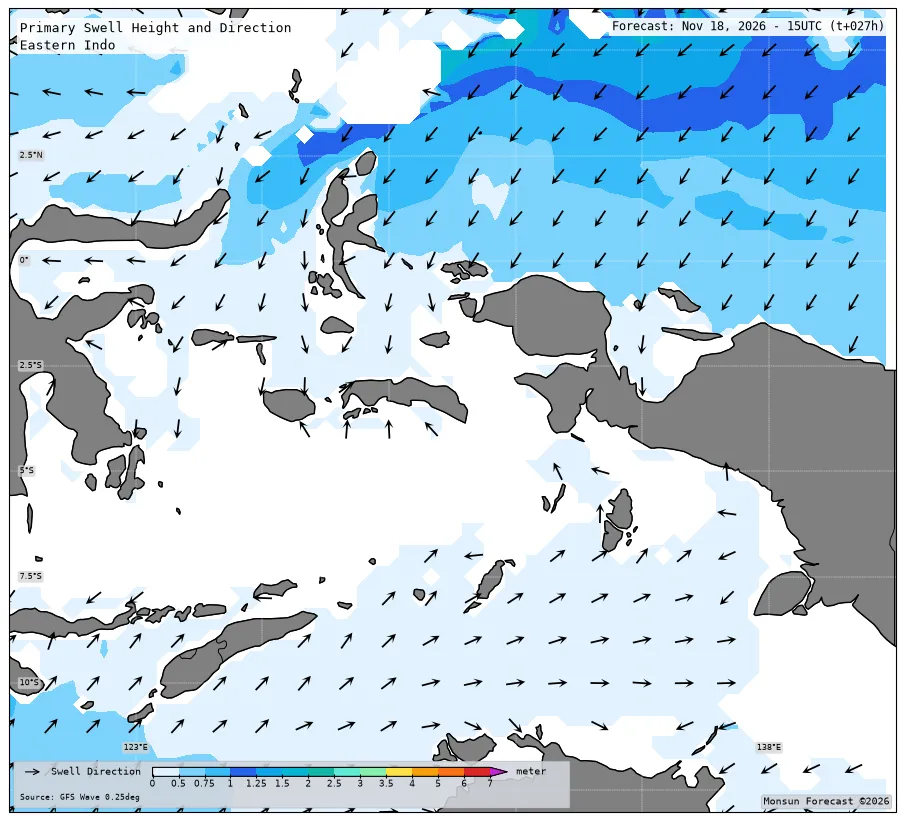 Primary Swell Height and Direction
Eastern Indo
Forecast: Nov 18, 2026 - 15UTC (t+027h)
2.5°N
0°
2.5°S
5°S
7.5°S
10°S
123°E
138°E
Swell Direction
0 0.5 0.75 1 1.25 1.5 2 2.5 3 3.5 4 5 6 7
meter
Source: GFS Wave 0.25deg
Monsun Forecast ©2026